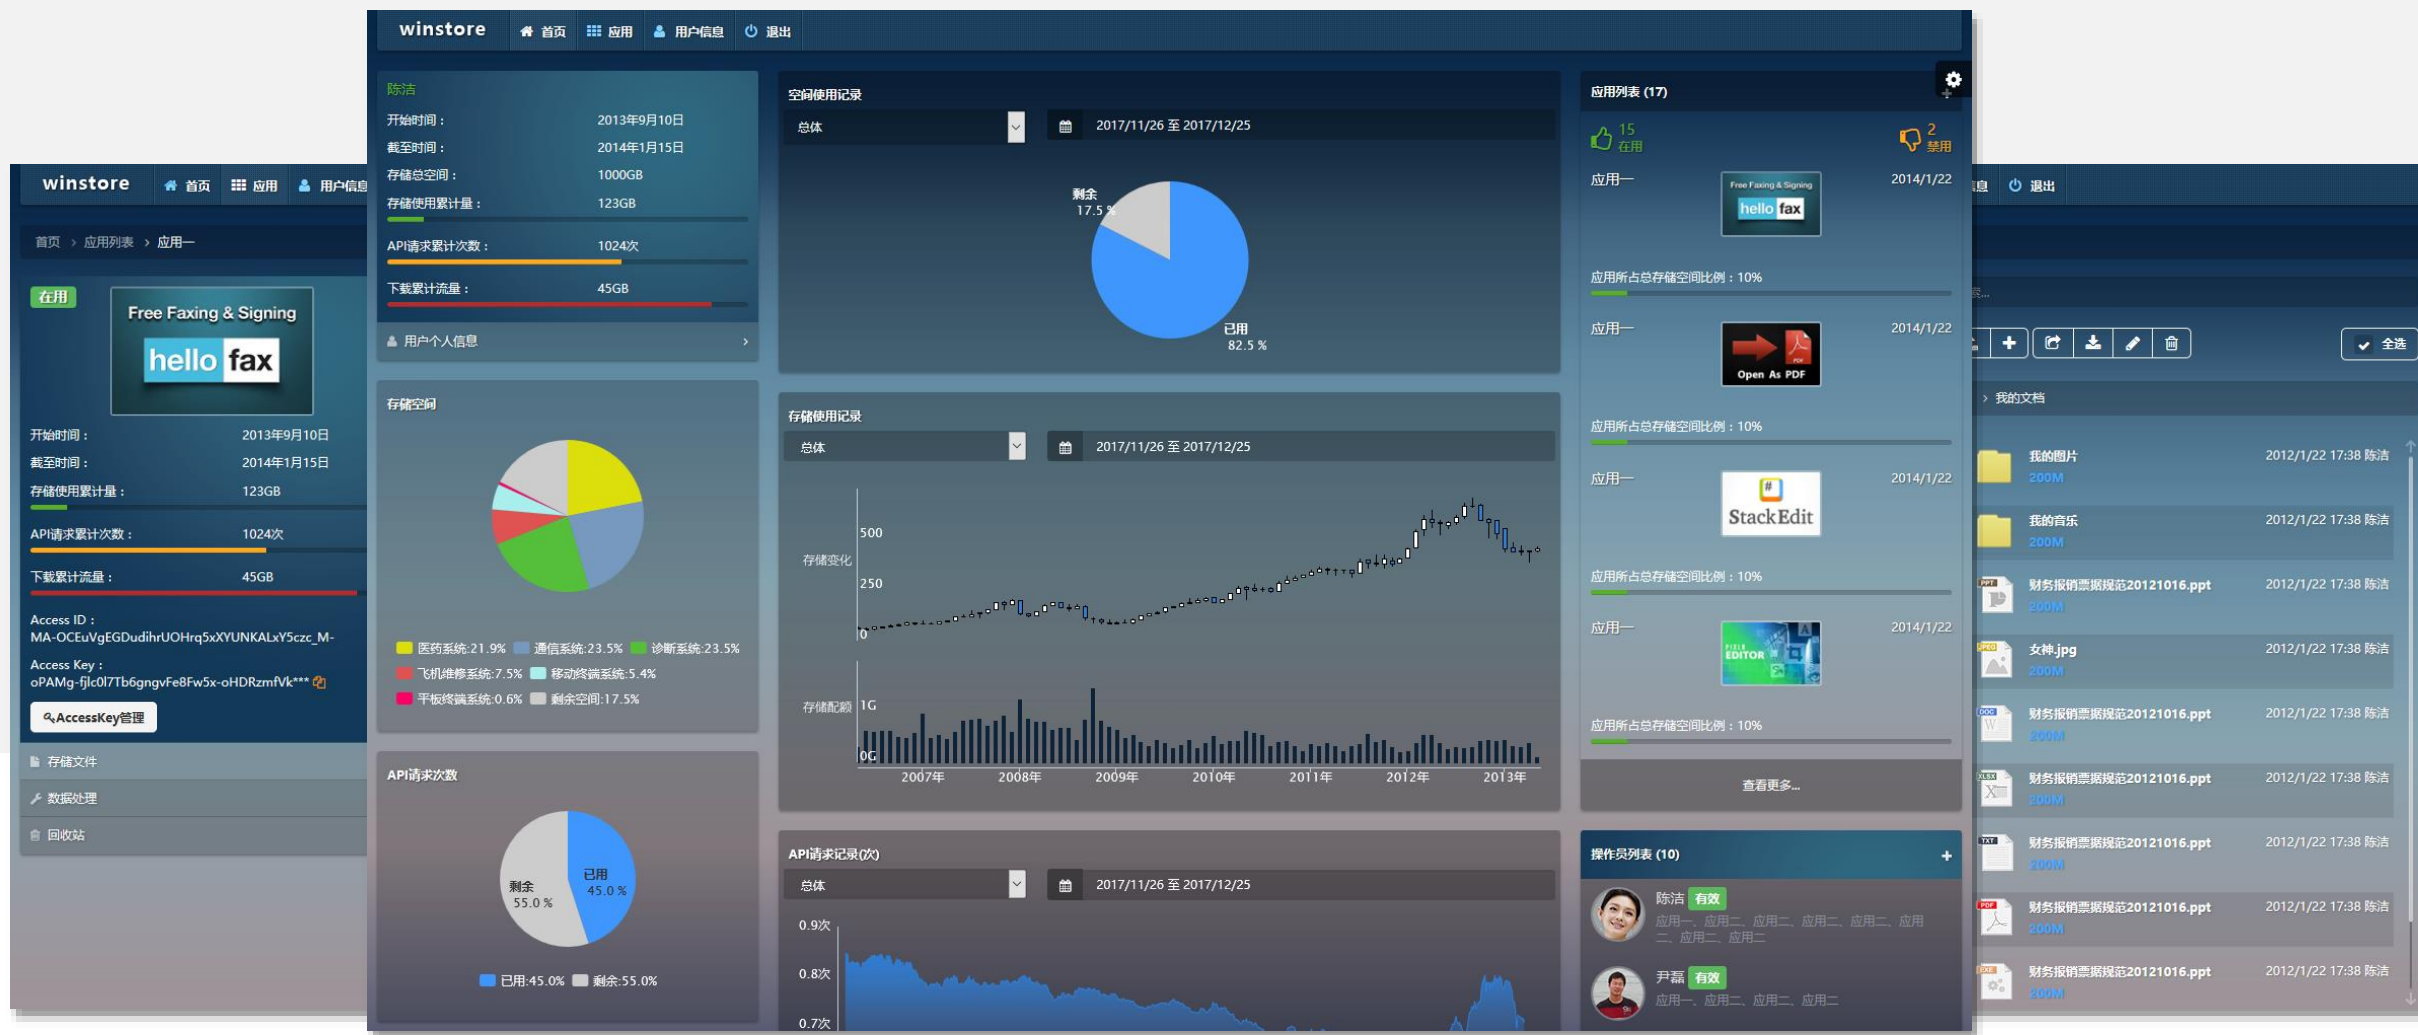 winstore 首页 应用 用户信息
首页 > 应用列表 > 应用一
在用
Free Faxing & Signing
hello fax
开始时间： 2013年9月10日
截至时间： 2014年1月15日
存储使用累计量： 123GB
API请求累计次数： 1024次
下载累计流量： 45GB
Access ID：
MA-OCEuVgEGDudihrUOHrq5xXYUNKALxY5czc_M-
Access Key：
oPAMg-fjlc0l7Tb6gngvFe8Fw5x-oHDRzmfVk***
AccessKey管理
存储文件
数据处理
回收站
winstore 首页 应用 用户信息 退出
陈洁
开始时间： 2013年9月10日
截至时间： 2014年1月15日
存储总空间： 1000GB
存储使用累计量： 123GB
API请求累计次数： 1024次
下载累计流量： 45GB
用户个人信息 >
存储空间
医药系统:21.9% 通信系统:23.5% 诊断系统:23.5%
飞机维修系统:7.5% 移动终端系统:5.4%
平板终端系统:0.6% 剩余空间:17.5%
API请求次数
已用
45.0 %
剩余
55.0 %
已用:45.0% 剩余:55.0%
空间使用记录
总体 2017/11/26 至 2017/12/25
剩余
17.5 %
已用
82.5 %
存储使用记录
总体 2017/11/26 至 2017/12/25
500
存储变化
250
0
存储配额 1G
0G
2007年 2008年 2009年 2010年 2011年 2012年 2013年
API请求记录(次)
总体 2017/11/26 至 2017/12/25
0.9次
0.8次
0.7次
应用列表 (17)
15
在用
2
禁用
应用一 2014/1/22
Free Faxing & Signing
hello fax
应用所占总存储空间比例：10%
应用一 2014/1/22
PDF
Open As PDF
应用所占总存储空间比例：10%
应用一 2014/1/22
#
StackEdit
应用所占总存储空间比例：10%
应用一 2014/1/22
EDITOR
应用所占总存储空间比例：10%
查看更多...
操作员列表 (10) +
陈洁 有效
应用一、应用二、应用二、应用二、应用二、应用
二、应用二、应用二
尹磊 有效
应用一、应用二、应用二、应用二
息 退出
全选
> 我的文档
我的图片 2012/1/22 17:38 陈洁
200M
我的音乐 2012/1/22 17:38 陈洁
200M
PPT 财务报销票据规范20121016.ppt 2012/1/22 17:38 陈洁
200M
JPEG 女神.jpg 2012/1/22 17:38 陈洁
200M
DOC 财务报销票据规范20121016.ppt 2012/1/22 17:38 陈洁
200M
XLSX 财务报销票据规范20121016.ppt 2012/1/22 17:38 陈洁
200M
TXT 财务报销票据规范20121016.ppt 2012/1/22 17:38 陈洁
200M
PDF 财务报销票据规范20121016.ppt 2012/1/22 17:38 陈洁
200M
EXE 财务报销票据规范20121016.ppt 2012/1/22 17:38 陈洁
200M